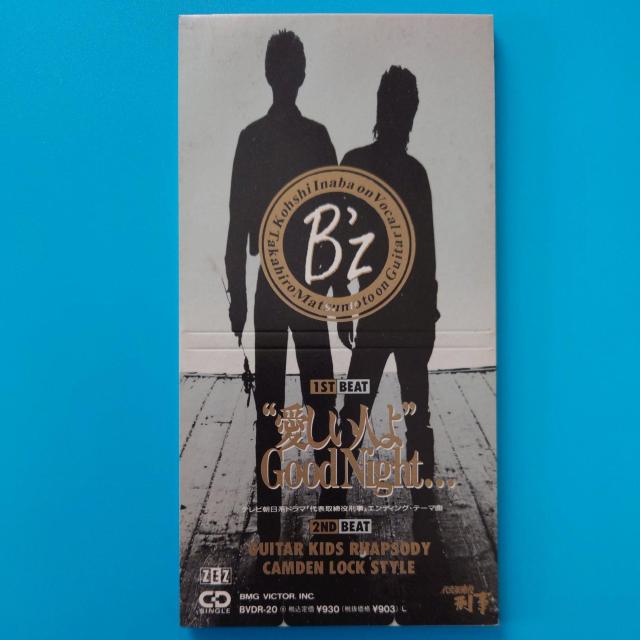 Kohshi Inaba on Vocal
Takahiro Matsumoto on Guitar
B'z
1ST BEAT
“愛しい人よ”
Good Night...
テレビ朝日系ドラマ「代表取締役刑事」エンディング・テーマ曲
2ND BEAT
GUITAR KIDS RHAPSODY
CAMDEN LOCK STYLE
ZEZ
CD
SINGLE
BMG VICTOR, INC.
BVDR-20 税込定価 ¥930 (税抜価格 ¥903) L
代表取締役
刑事